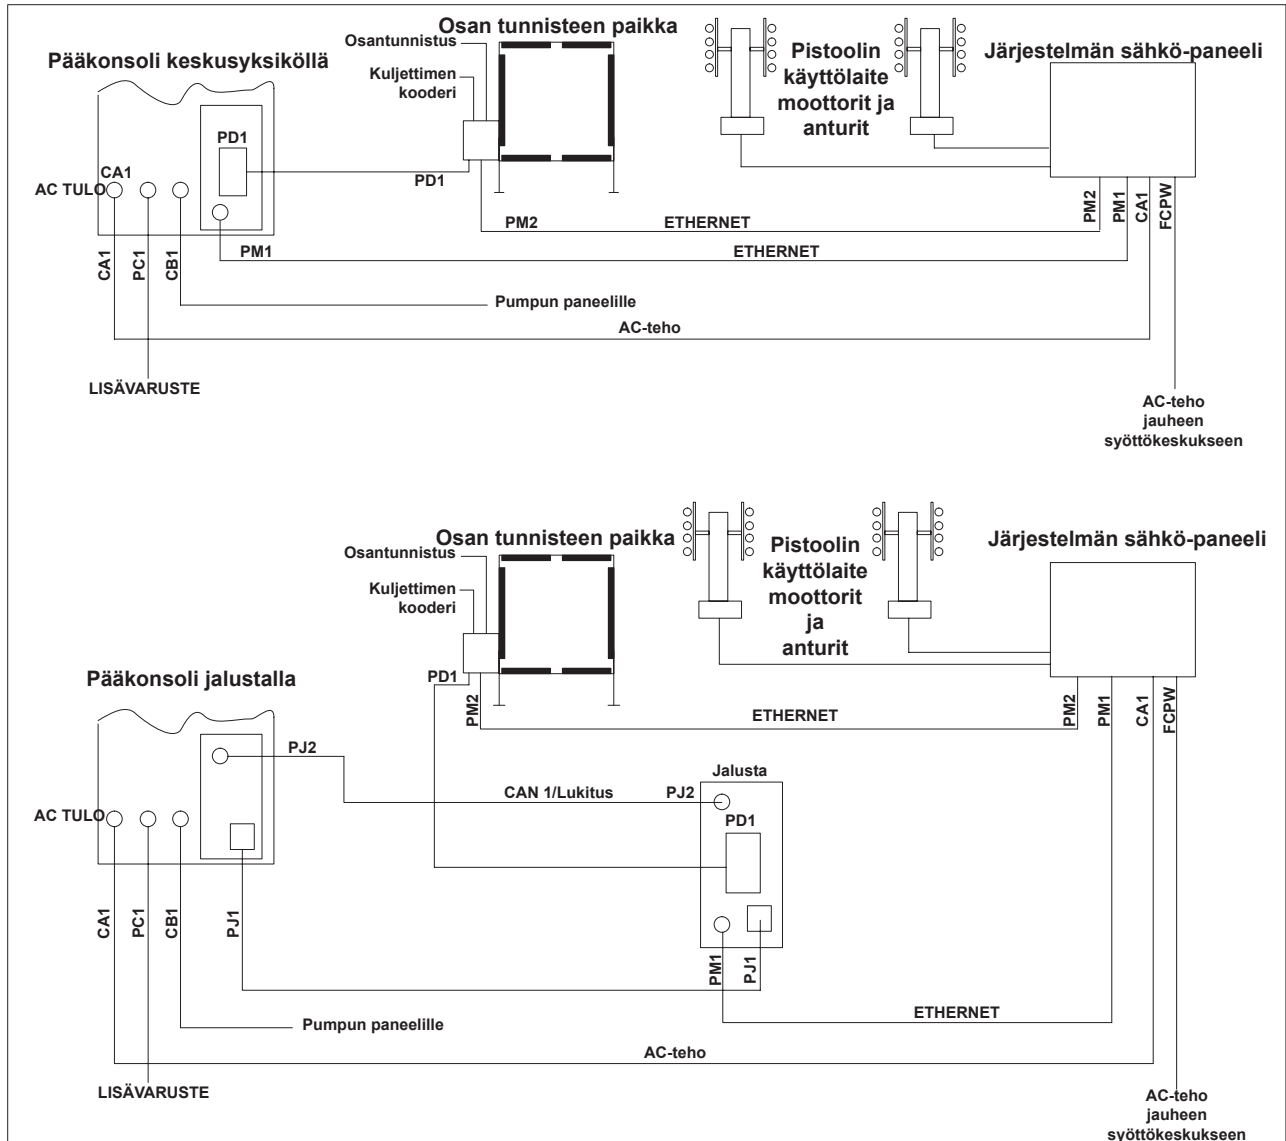 Osan tunnisteen paikka
Osantunnistus
Pääkonsoli keskusyksiköllä
Kuljettimen
kooderi
Pistoolin
käyttölaite
moottorit ja
anturit
Järjestelmän sähkö-paneeli
PD1
CA1
AC TULO
PD1
PM2
ETHERNET
PM1
ETHERNET
PM2
PM1
CA1
FCPW
CA1
PC1
CB1
Pumpun paneelille
AC-teho
LISÄVARUSTE
AC-teho
jauheen
syöttökeskukseen
Osan tunnisteen paikka
Osantunnistus
Kuljettimen
kooderi
Pistoolin
käyttölaite
moottorit
ja
anturit
Järjestelmän sähkö-paneeli
Pääkonsoli jalustalla
PD1
PM2
ETHERNET
PM2
PM1
CA1
FCPW
PJ2
Jalusta
CAN 1/Lukitus
PJ2
PD1
AC TULO
CA1
PC1
CB1
PJ1
PM1
PJ1
ETHERNET
Pumpun paneelille
AC-teho
LISÄVARUSTE
AC-teho
jauheen
syöttökeskukseen